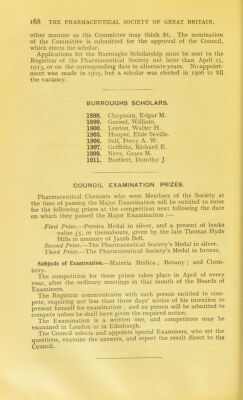 168 THE PHARMACEUTICAL SOCIETY OF GREAT BRITAIN.
other manner as the Committee may think fit. The nomination
of the Committee is submitted for the approval of the Council,
which elects the scholar.
Applications for the Burroughs Scholarship must be sent to the
Registrar of the Pharmaceutical Society not later than April 25,
1913, or on the corresponding date in alternate years. No appoint-
ment was made in 1905, but a scholar was elected in 1906 to fill
the vacancy.
BURROUGHS SCHOLARS.
1898. Chapman, Edgar M.
1899. Garsed, William.
1900. Lenton, Walter H.
1903. Hooper, Elsie Seville.
1906. Self, Percy A. W.
1907. Griffiths, Richard E.
1909. Neve, Grace M.
1911. Bartlett, Dorothy J.
COUNCIL EXAMINATION PRIZES.
Pharmaceutical Chemists who were Members of the Society at
the time of passing the Major Examination will be entitled to enter
for the following prizes at the competition next following the date
on which they passed the Major Examination :—
First Prize.—Pereira Medal in silver, and a present of books
value £5, or thereabouts, given by the late Thomas Hyde
Hills in memory of Jacob Bell.
Second Prize.—The Pharmaceutical Society's Medal in silver.
Third Prize.—The Pharmaceutical Society's Medal in bronze.
Subjects of Examination.—Materia Medica ; Botany ; and Chem-
istry.
The competition for these prizes takes place in April of every
year, after the ordinary meetings in that month of the Boards of
Examiners.
The Registrar communicates with each person entitled to com-
pete, requiring not less than three days' notice of his intention to
present himself for examination ; and no person will be admitted to
compete unless he shall have given the required notice.
The Examination is a written one, and competitors may be
examined in London or in Edinburgh.
The Council selects and appoints special Examiners, who set the
questions, examine the answers, and report the result direct to the
Council.